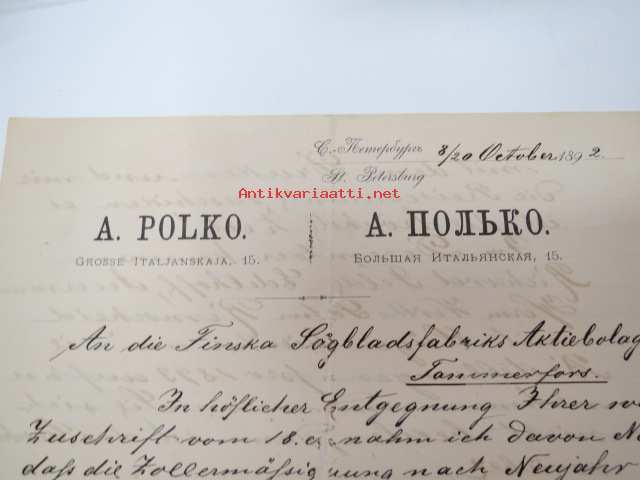 С.-Петербургъ 8/20 October 1892.
St. Petersburg
Antikvariaatti.net
A. POLKO.
GROSSE ITALJANSKAJA, 15.
А. ПОЛЬКО.
БОЛЬШАЯ ИТАЛЬЯНСКАЯ, 15.
An die Finska Sögbladsfabriks Aktiebolag
Tammerfors.
In höflicher Entgegnung Ihrer
Zuschrift vom 18. c. nahm ich davon
daß die Zollermäßigung nach Neujahr